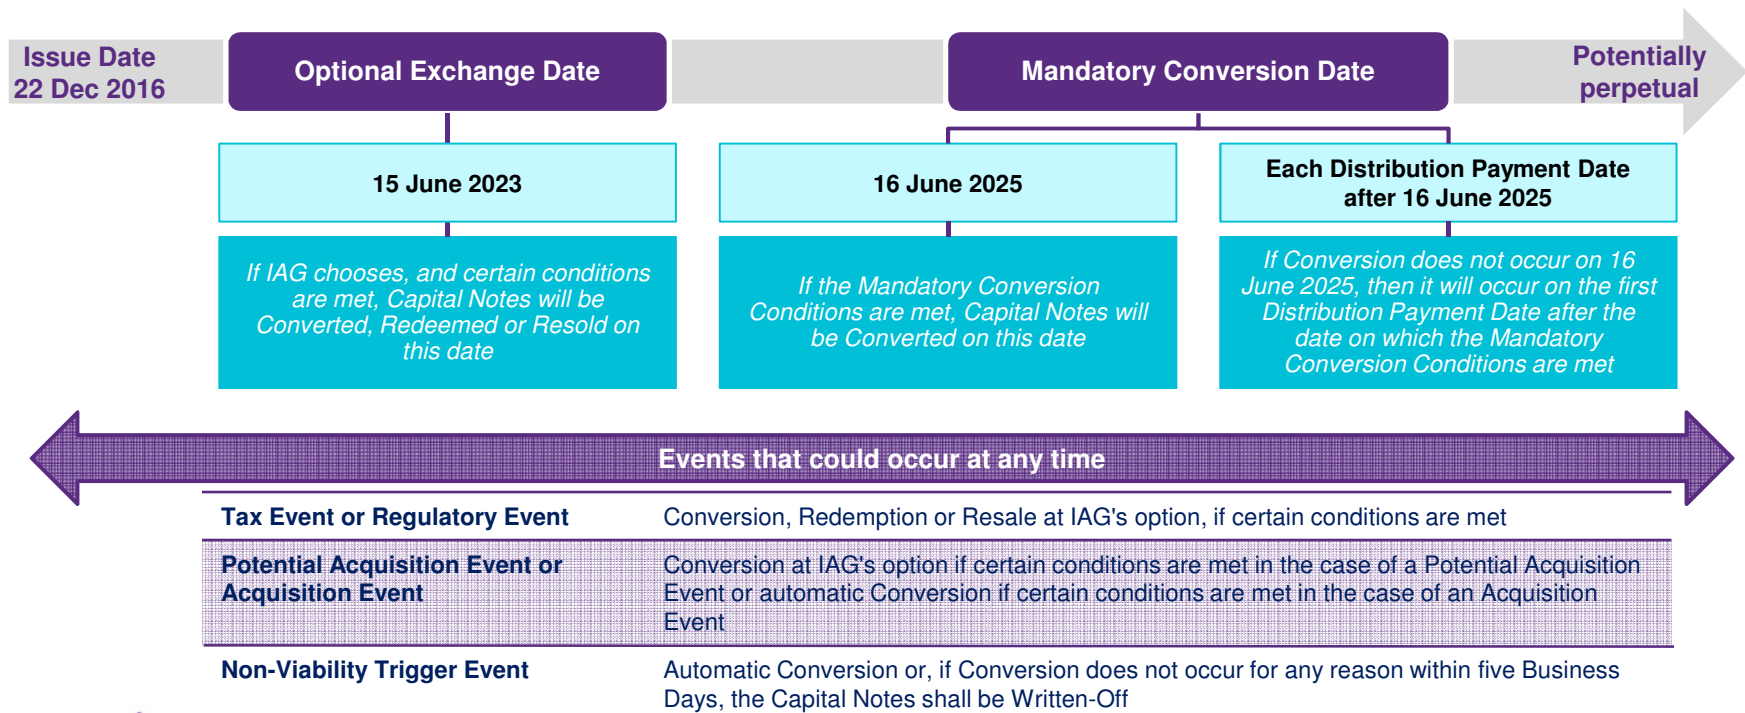 Issue Date
22 Dec 2016
Optional Exchange Date
Mandatory Conversion Date
Potentially
perpetual
15 June 2023
16 June 2025
Each Distribution Payment Date
after 16 June 2025
If IAG chooses, and certain conditions
are met, Capital Notes will be
Converted, Redeemed or Resold on
this date
If the Mandatory Conversion
Conditions are met, Capital Notes will
be Converted on this date
If Conversion does not occur on 16
June 2025, then it will occur on the first
Distribution Payment Date after the
date on which the Mandatory
Conversion Conditions are met
Events that could occur at any time
Tax Event or Regulatory Event
Conversion, Redemption or Resale at IAG's option, if certain conditions are met
Potential Acquisition Event or
Acquisition Event
Conversion at IAG's option if certain conditions are met in the case of a Potential Acquisition
Event or automatic Conversion if certain conditions are met in the case of an Acquisition
Event
Non-Viability Trigger Event
Automatic Conversion or, if Conversion does not occur for any reason within five Business
Days, the Capital Notes shall be Written-Off